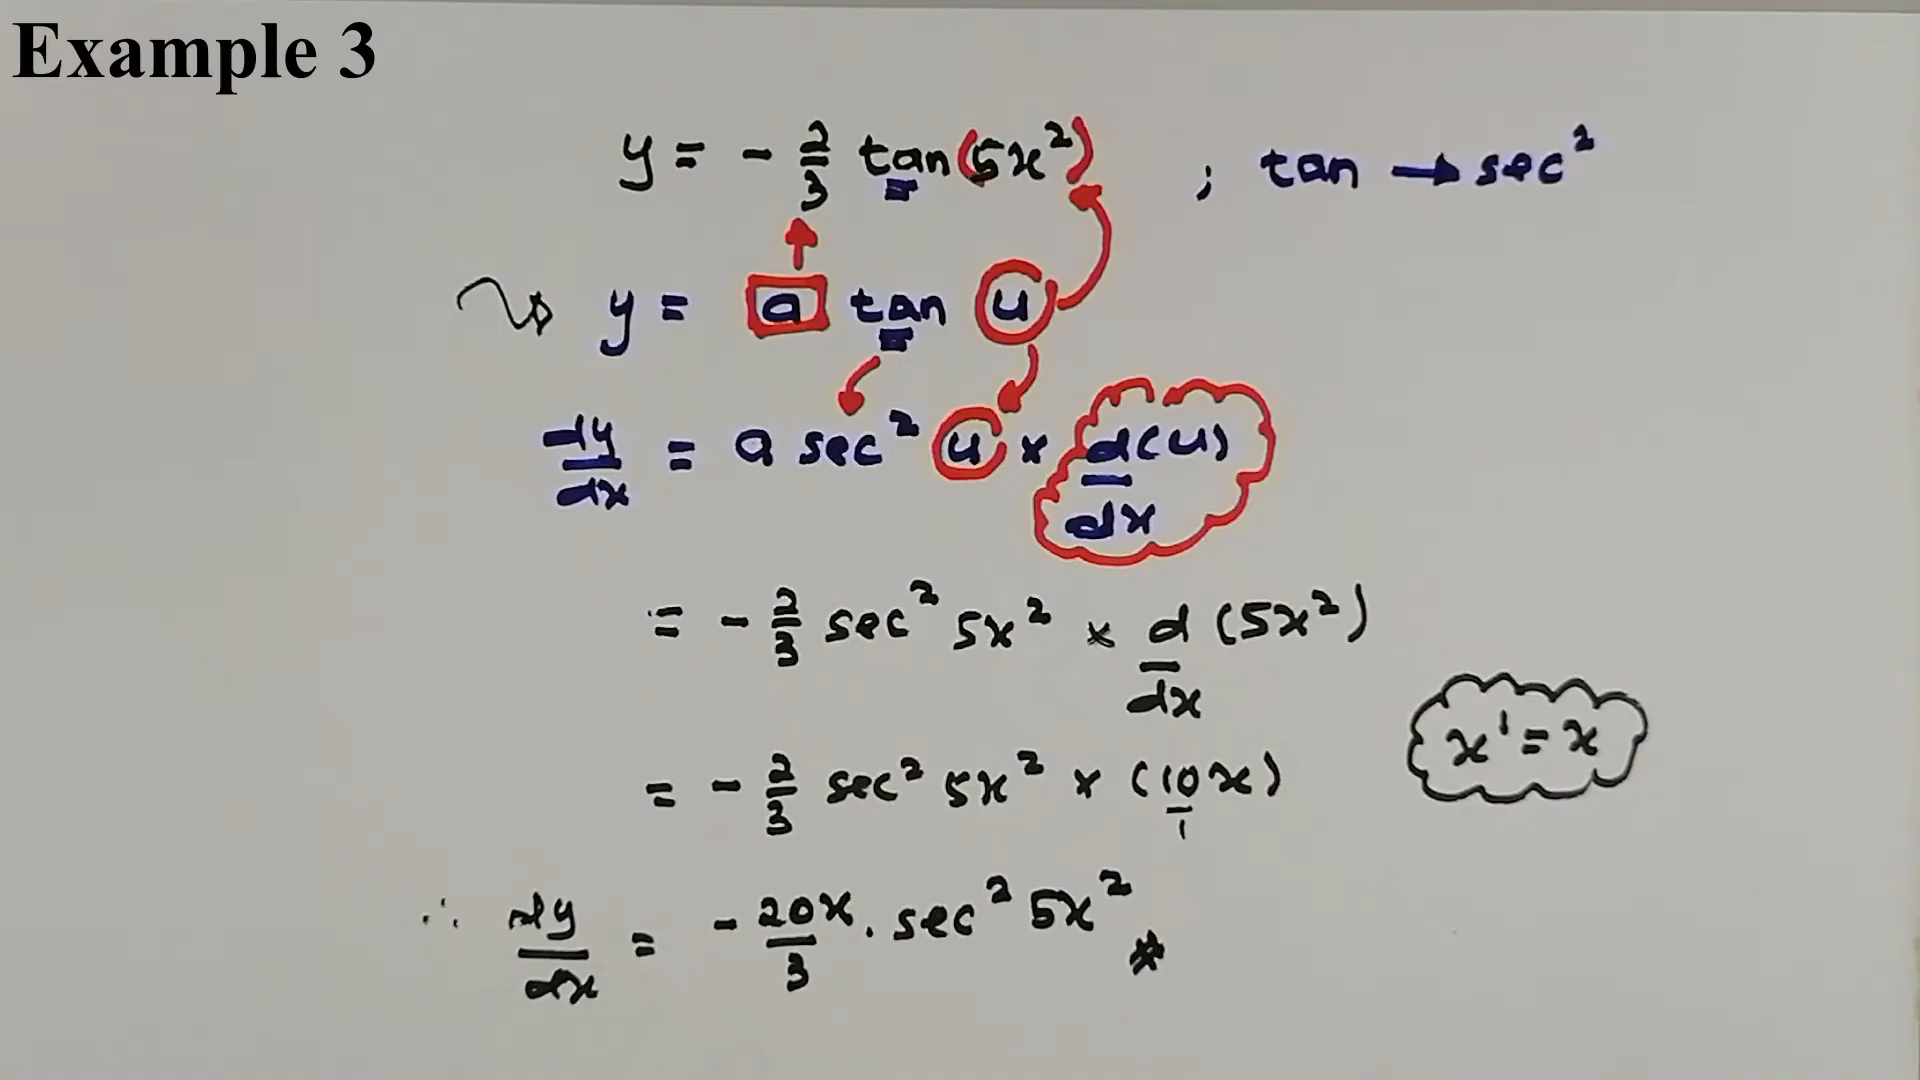 Example 3
y = - 2/3 tan(5x²) ; tan → sec²
y = a tan u
dy/dx = a sec² u × d(u)/dx
= - 2/3 sec² 5x² × d/dx (5x²)
= - 2/3 sec² 5x² × (10x/1)
x¹ = x
∴ dy/dx = - 20x/3 . sec² 5x² *